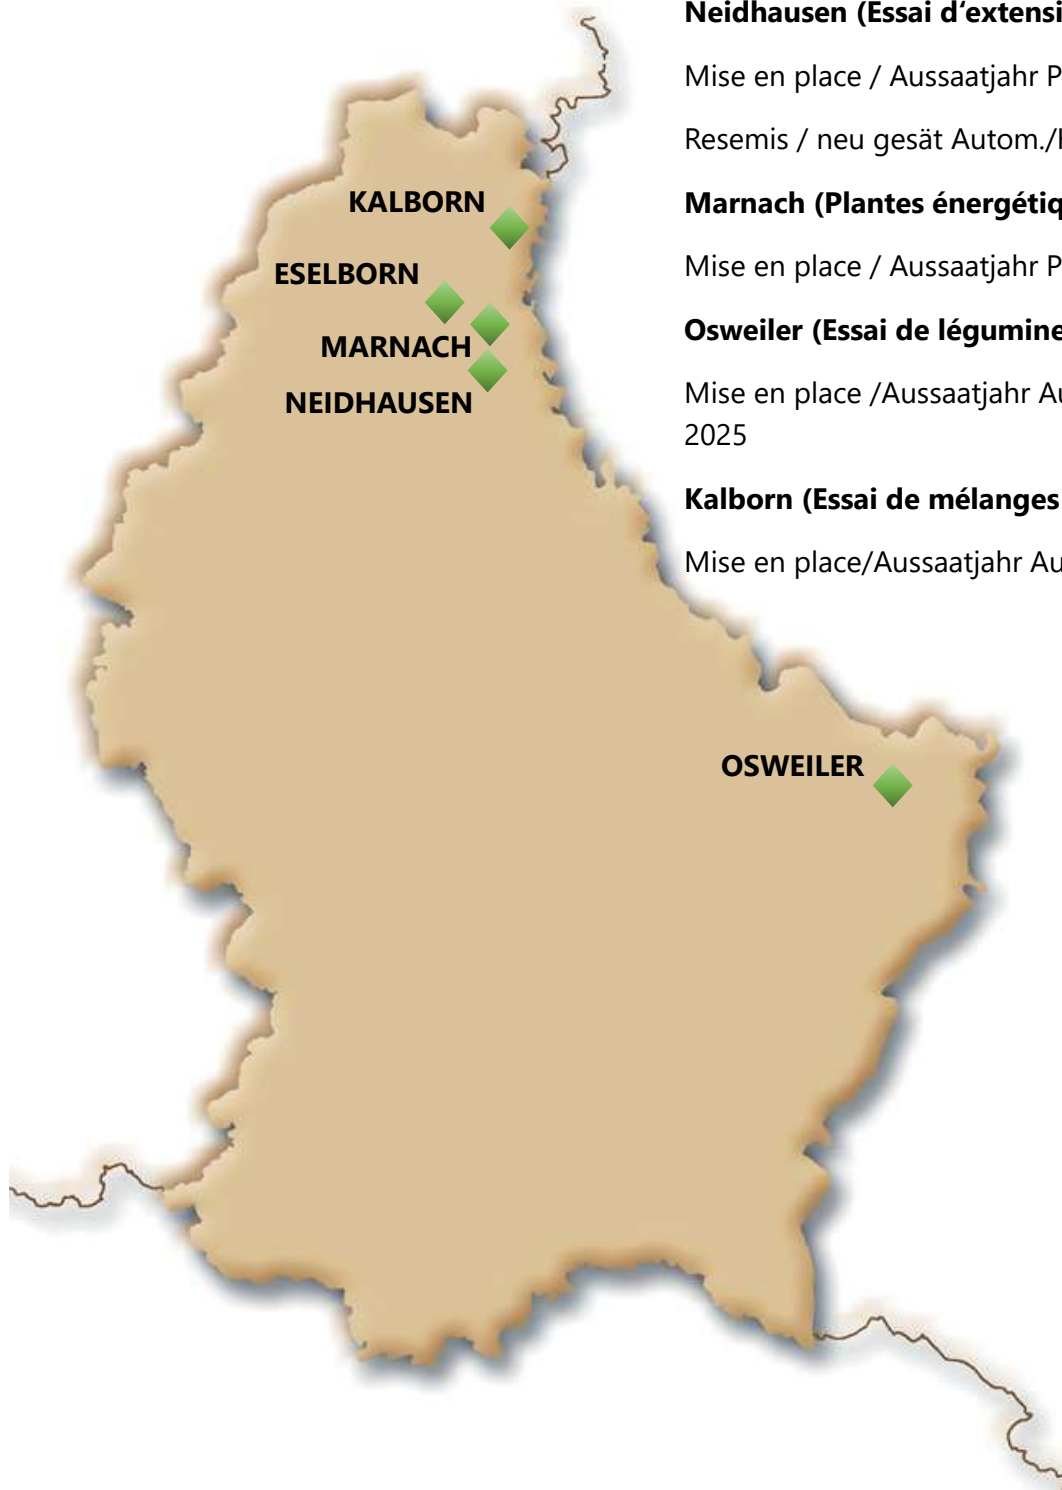 Neidhausen (Essai d‘extensi
Mise en place / Aussaatjahr P
Resemis / neu gesät Autom./
Marnach (Plantes énergétiq
Mise en place / Aussaatjahr P
Osweiler (Essai de légumine
Mise en place /Aussaatjahr Au
2025
Kalborn (Essai de mélanges
Mise en place/Aussaatjahr Au
KALBORN
ESELBORN
MARNACH
NEIDHAUSEN
OSWEILER